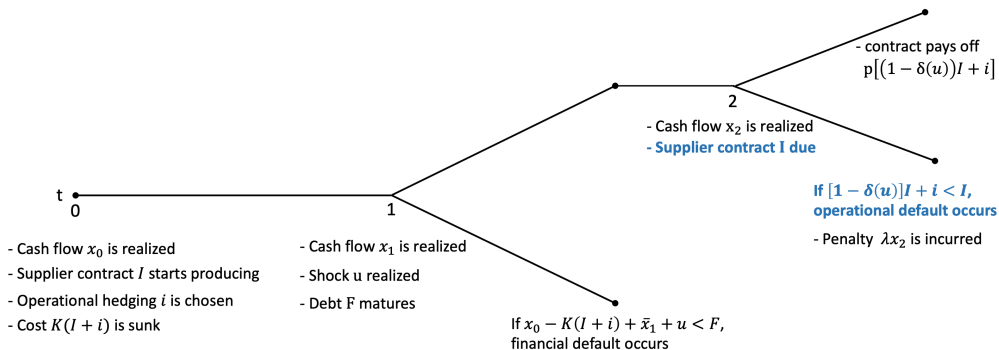 t
0
- Cash flow x₀ is realized
- Supplier contract I starts producing
- Operational hedging i is chosen
- Cost K(I + i) is sunk
1
- Cash flow x₁ is realized
- Shock u realized
- Debt F matures
If x₀ − K(I + i) + x̄₁ + u < F,
financial default occurs
2
- Cash flow x₂ is realized
- Supplier contract I due
- contract pays off
p[(1 − δ(u))I + i]
If [1 − δ(u)]I + i < I,
operational default occurs
- Penalty λx₂ is incurred